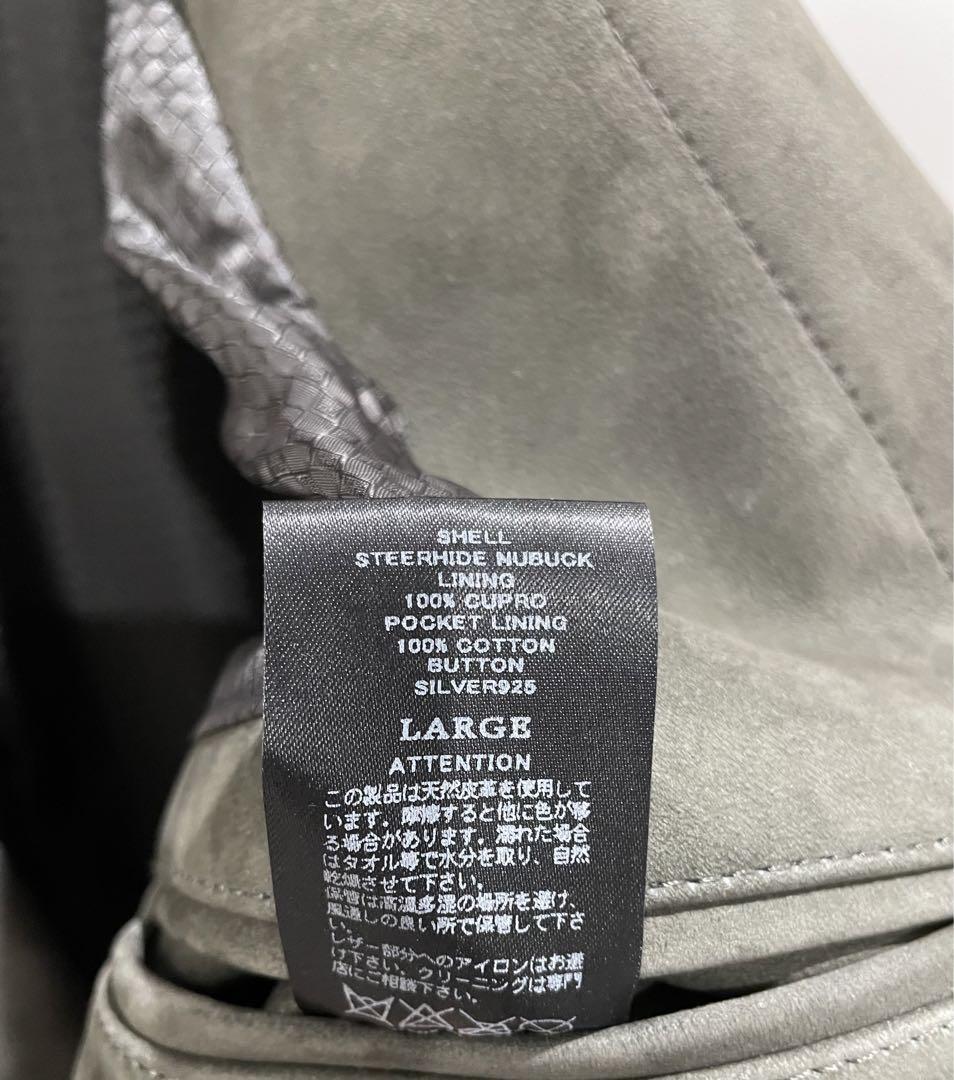 SHELL
STEERHIDE NUBUCK
LINING
100% CUPRO
POCKET LINING
100% COTTON
BUTTON
SILVER925
LARGE
ATTENTION
この製品は天然皮革を使用して
います。摩擦すると他に色が移
る場合があります。濡れた場合
はタオル等で水分を取り、自然
乾燥させて下さい。
保管は高温多湿の場所を避け、
風通しの良い所で保管して下さ
い。
レザー部分へのアイロンはお避
け下さい。クリーニングは専門
店にご相談下さい。